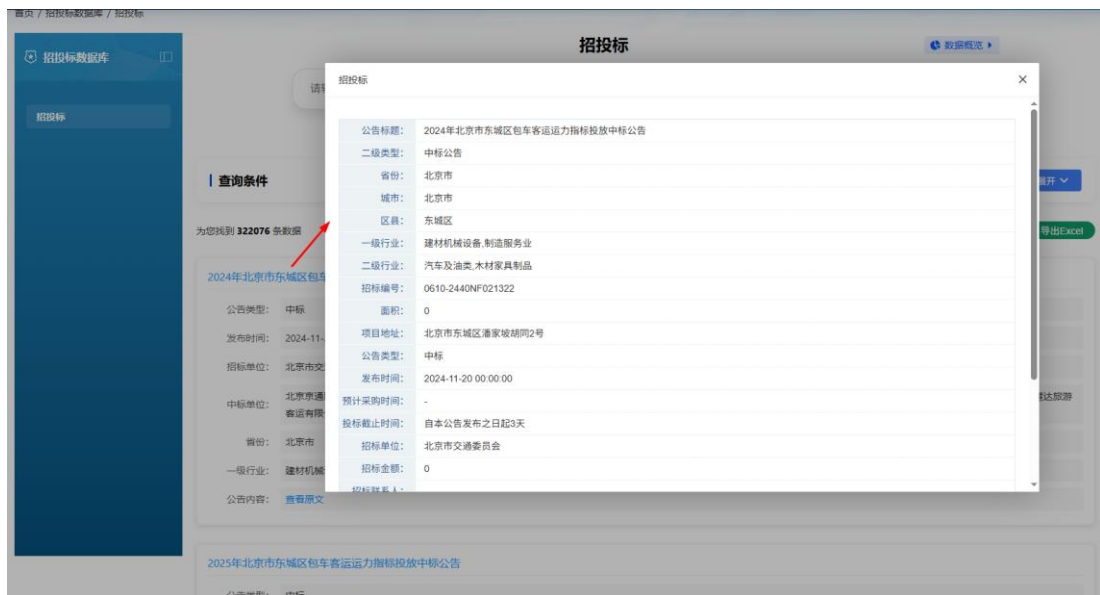 首页 / 招投标数据库 / 招投标
招投标数据库
招投标
招投标
数据概览
请
查询条件
展开
为您找到 322076 条数据
导出Excel
2024年北京市东城区包车
公告类型： 中标
发布时间： 2024-11-
招标单位： 北京市交
中标单位： 北京京通
客运有限
达旅游
省份： 北京市
一级行业： 建材机械
公告内容： 查看原文
2025年北京市东城区包车客运运力指标投放中标公告
公告类型： 中标
招投标
公告标题： 2024年北京市东城区包车客运运力指标投放中标公告
二级类型： 中标公告
省份： 北京市
城市： 北京市
区县： 东城区
一级行业： 建材机械设备,制造服务业
二级行业： 汽车及油类,木材家具制品
招标编号： 0610-2440NF021322
面积： 0
项目地址： 北京市东城区潘家坡胡同2号
公告类型： 中标
发布时间： 2024-11-20 00:00:00
预计采购时间： -
投标截止时间： 自本公告发布之日起3天
招标单位： 北京市交通委员会
招标金额： 0
招标联系人：